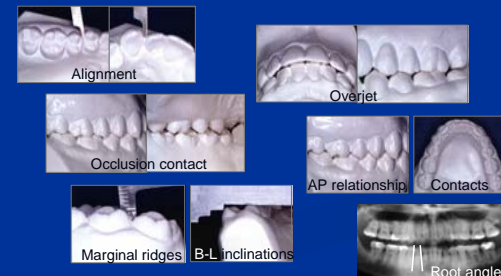 Alignment
Overjet
Occlusion contact
AP relationship
Contacts
Marginal ridges
B-L inclinations
Root angle